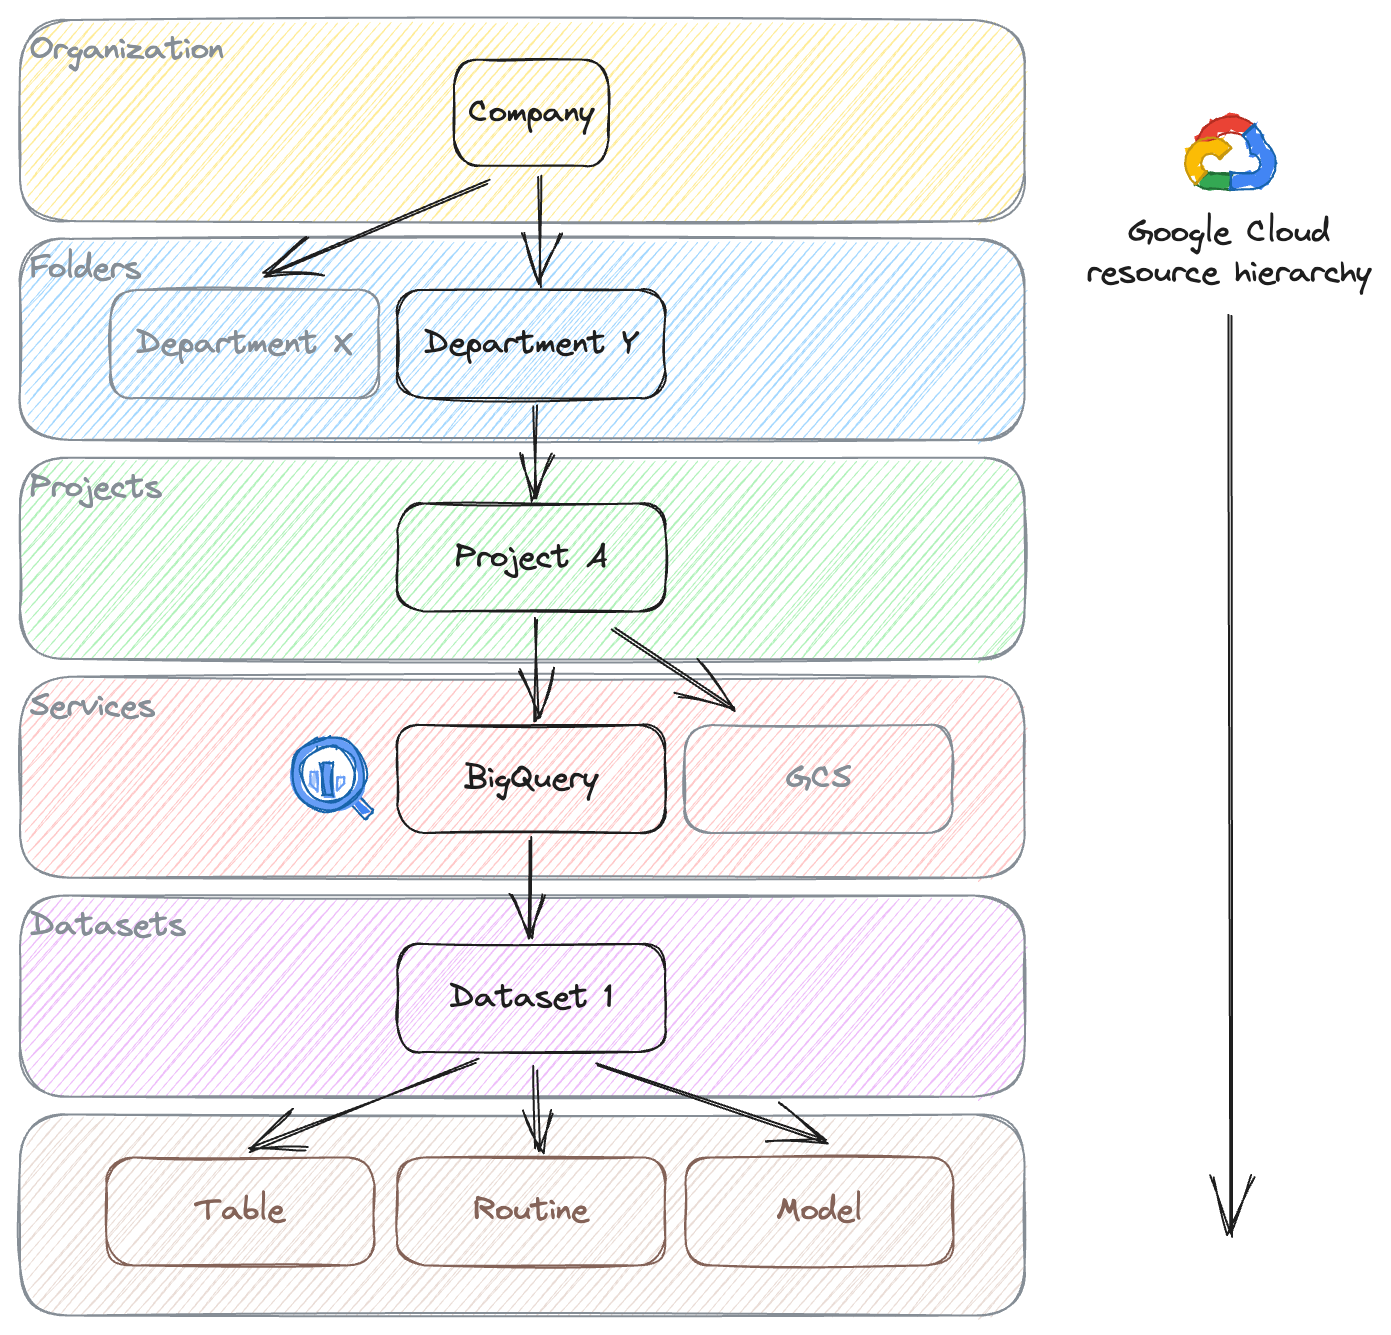 Organization
Company
Google Cloud
resource hierarchy
Folders
Department X
Department Y
Projects
Project A
Services
BigQuery
GCS
Datasets
Dataset 1
Table
Routine
Model